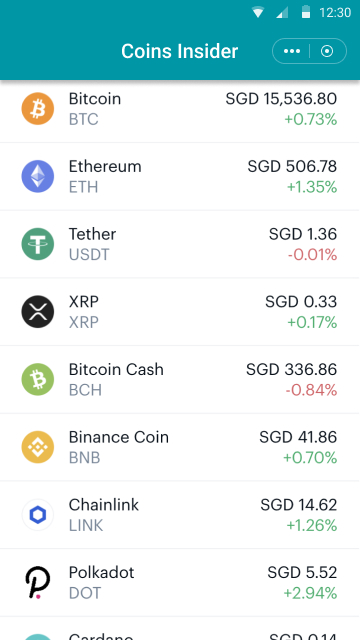 12:30
Coins Insider
Bitcoin SGD 15,536.80
BTC +0.73%
Ethereum SGD 506.78
ETH +1.35%
Tether SGD 1.36
USDT -0.01%
XRP SGD 0.33
XRP +0.17%
Bitcoin Cash SGD 336.86
BCH -0.84%
Binance Coin SGD 41.86
BNB +0.70%
Chainlink SGD 14.62
LINK +1.26%
Polkadot SGD 5.52
DOT +2.94%
Cardano SGD 0.14